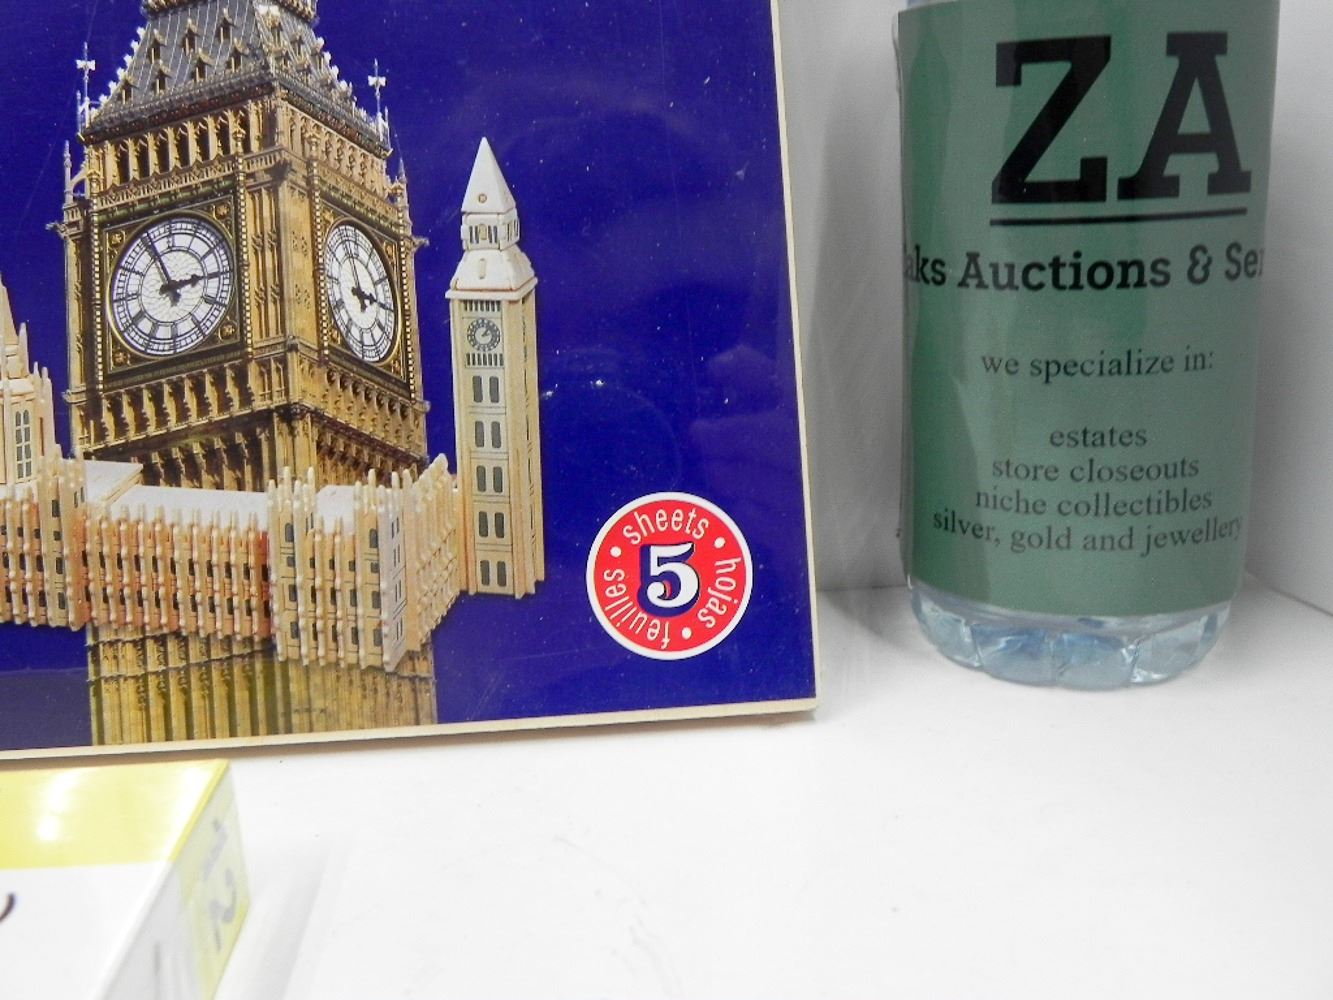 ZA
aks Auctions & Ser
we specialize in:
estates
store closeouts
niche collectibles
silver, gold and jewellery
sheets
5
hojas
feuilles